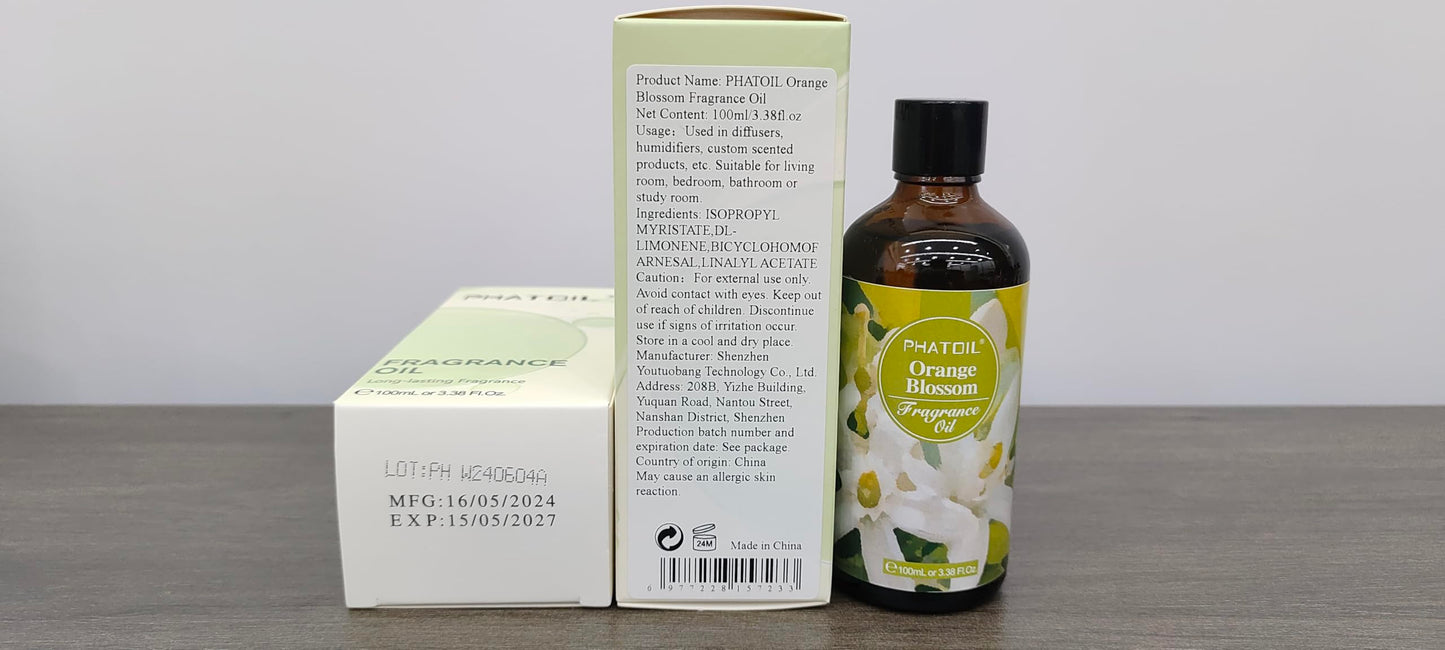 PHATOIL®
FRAGRANCE
OIL
Long-lasting Fragrance
℮100mL or 3.38 Fl.Oz.
LOT:PH W240604A
MFG:16/05/2024
EXP:15/05/2027
Product Name: PHATOIL Orange
Blossom Fragrance Oil
Net Content: 100ml/3.38fl.oz
Usage： Used in diffusers,
humidifiers, custom scented
products, etc. Suitable for living
room, bedroom, bathroom or
study room.
Ingredients: ISOPROPYL
MYRISTATE,DL-
LIMONENE,BICYCLOHOMOF
ARNESAL,LINALYL ACETATE
Caution： For external use only.
Avoid contact with eyes. Keep out
of reach of children. Discontinue
use if signs of irritation occur.
Store in a cool and dry place.
Manufacturer: Shenzhen
Youtuobang Technology Co., Ltd.
Address: 208B, Yizhe Building,
Yuquan Road, Nantou Street,
Nanshan District, Shenzhen
Production batch number and
expiration date: See package.
Country of origin: China
May cause an allergic skin
reaction.
24M
Made in China
6 977228 157233
PHATOIL®
Orange
Blossom
Fragrance
Oil
℮100mL or 3.38 Fl.Oz.